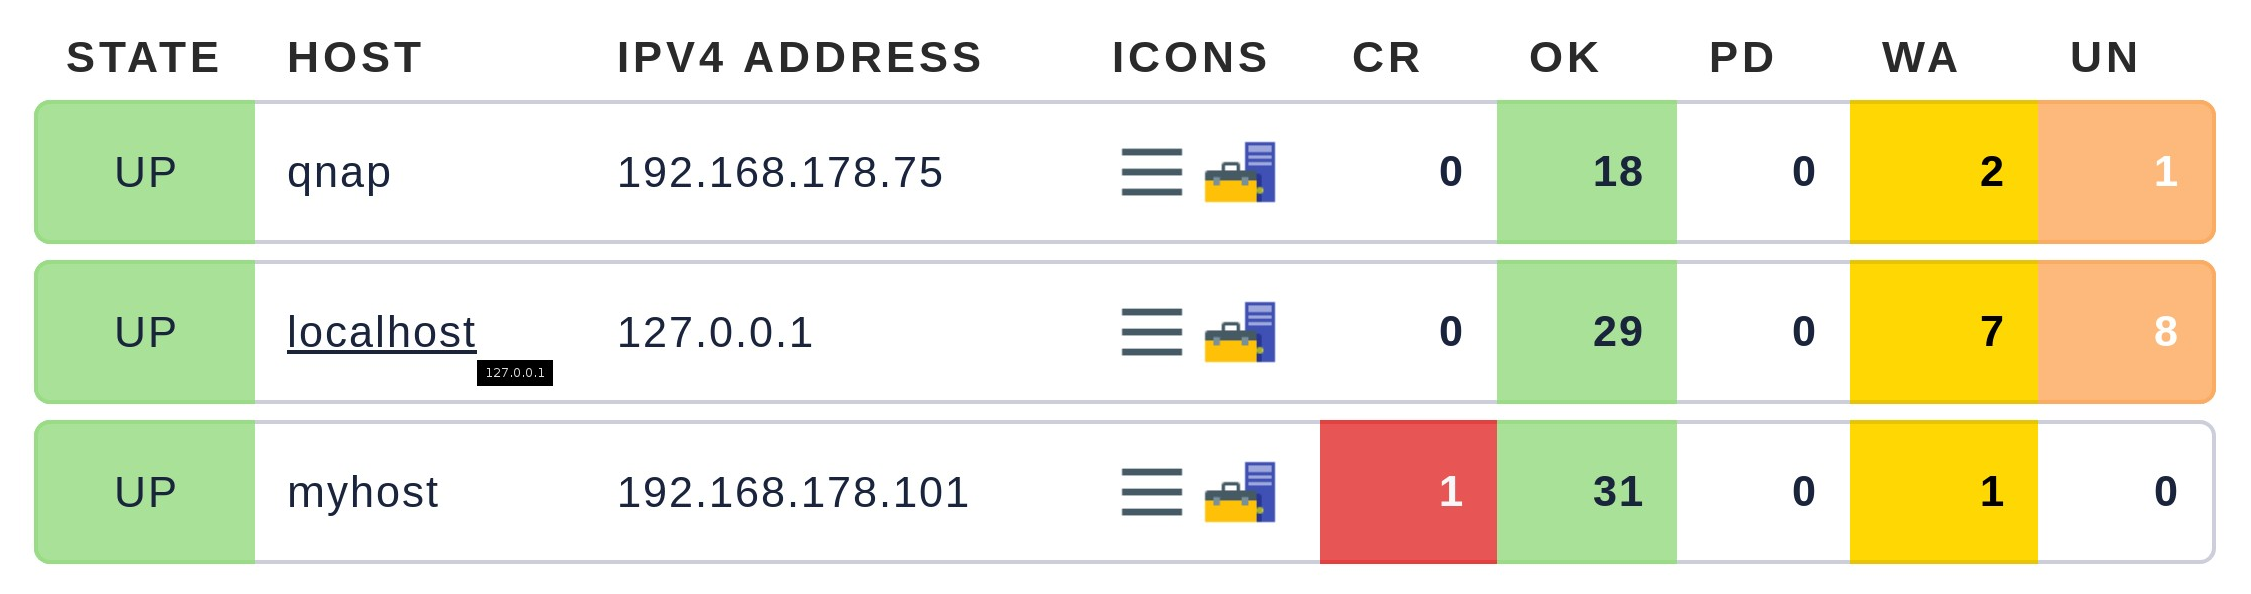 STATE HOST IPV4 ADDRESS ICONS CR OK PD WA UN
UP qnap 192.168.178.75 0 18 0 2 1
UP localhost 127.0.0.1 0 29 0 7 8
127.0.0.1
UP myhost 192.168.178.101 1 31 0 1 0